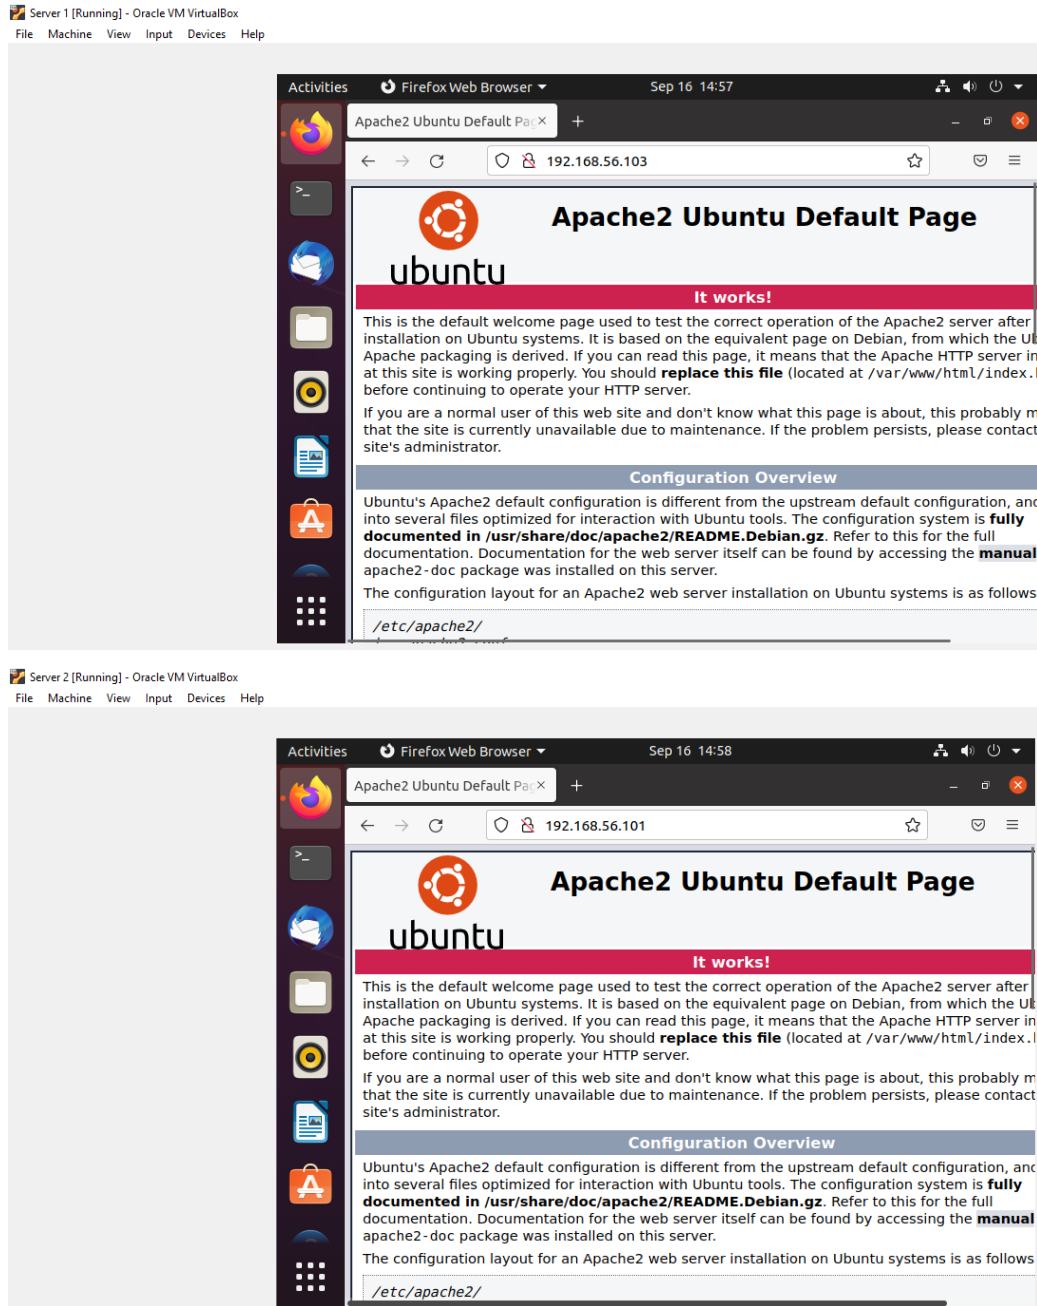 Server 1 [Running] - Oracle VM VirtualBox
File Machine View Input Devices Help
Activities Firefox Web Browser Sep 16 14:57
Apache2 Ubuntu Default Pag
192.168.56.103
ubuntu
Apache2 Ubuntu Default Page
It works!
This is the default welcome page used to test the correct operation of the Apache2 server after
installation on Ubuntu systems. It is based on the equivalent page on Debian, from which the
Apache packaging is derived. If you can read this page, it means that the Apache HTTP server
at this site is working properly. You should replace this file (located at /var/www/html/index.
before continuing to operate your HTTP server.
If you are a normal user of this web site and don't know what this page is about, this probably
that the site is currently unavailable due to maintenance. If the problem persists, please contact
site's administrator.
Configuration Overview
Ubuntu's Apache2 default configuration is different from the upstream default configuration, and
into several files optimized for interaction with Ubuntu tools. The configuration system is fully
documented in /usr/share/doc/apache2/README.Debian.gz. Refer to this for the full
documentation. Documentation for the web server itself can be found by accessing the manual
apache2-doc package was installed on this server.
The configuration layout for an Apache2 web server installation on Ubuntu systems is as follows
/etc/apache2/
Server 2 [Running] - Oracle VM VirtualBox
File Machine View Input Devices Help
Activities Firefox Web Browser Sep 16 14:58
Apache2 Ubuntu Default Pag
192.168.56.101
ubuntu
Apache2 Ubuntu Default Page
It works!
This is the default welcome page used to test the correct operation of the Apache2 server after
installation on Ubuntu systems. It is based on the equivalent page on Debian, from which the
Apache packaging is derived. If you can read this page, it means that the Apache HTTP server
at this site is working properly. You should replace this file (located at /var/www/html/index.
before continuing to operate your HTTP server.
If you are a normal user of this web site and don't know what this page is about, this probably
that the site is currently unavailable due to maintenance. If the problem persists, please contact
site's administrator.
Configuration Overview
Ubuntu's Apache2 default configuration is different from the upstream default configuration, and
into several files optimized for interaction with Ubuntu tools. The configuration system is fully
documented in /usr/share/doc/apache2/README.Debian.gz. Refer to this for the full
documentation. Documentation for the web server itself can be found by accessing the manual
apache2-doc package was installed on this server.
The configuration layout for an Apache2 web server installation on Ubuntu systems is as follows
/etc/apache2/